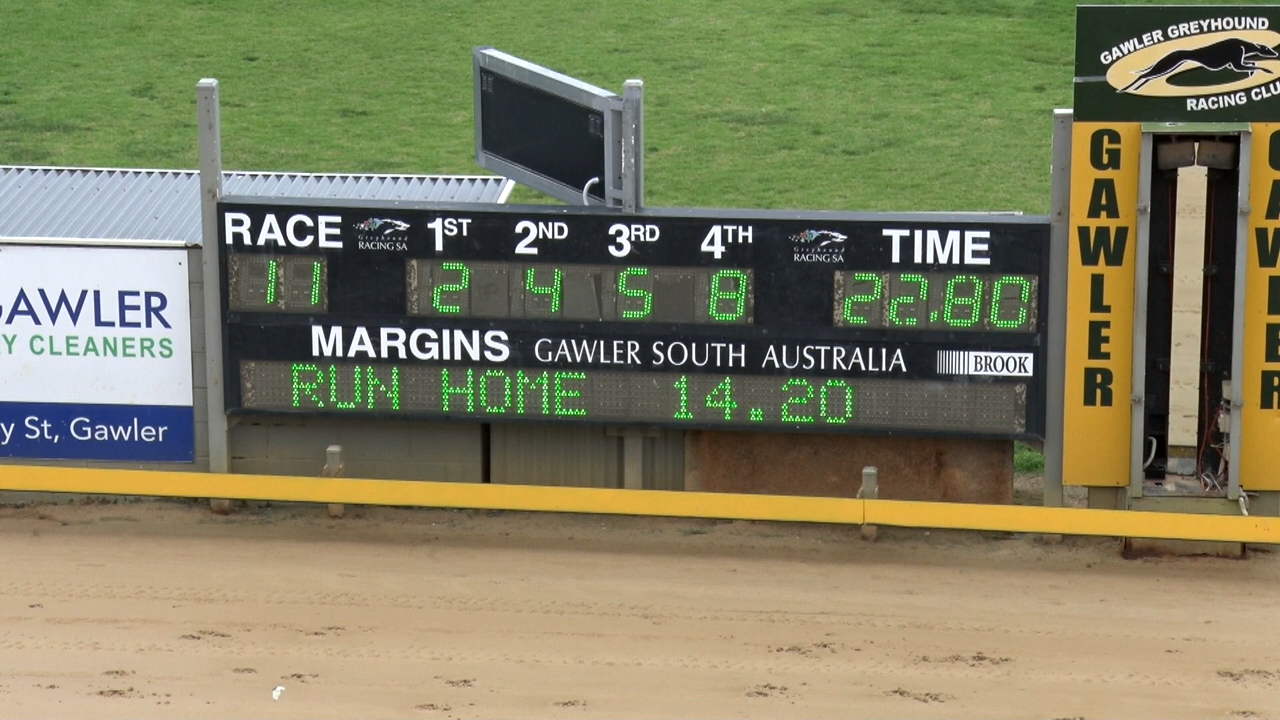 GAWLER GREYHOUND
RACING CLU
RACE 1ST 2ND 3RD 4TH TIME
Greyhound
RACING SA
Greyhound
RACING SA
11 2 4 5 8 22.80
MARGINS GAWLER SOUTH AUSTRALIA BROOK
RUN HOME 14.20
GAWLER
Y CLEANERS
y St, Gawler
GAWLER
GAWLER